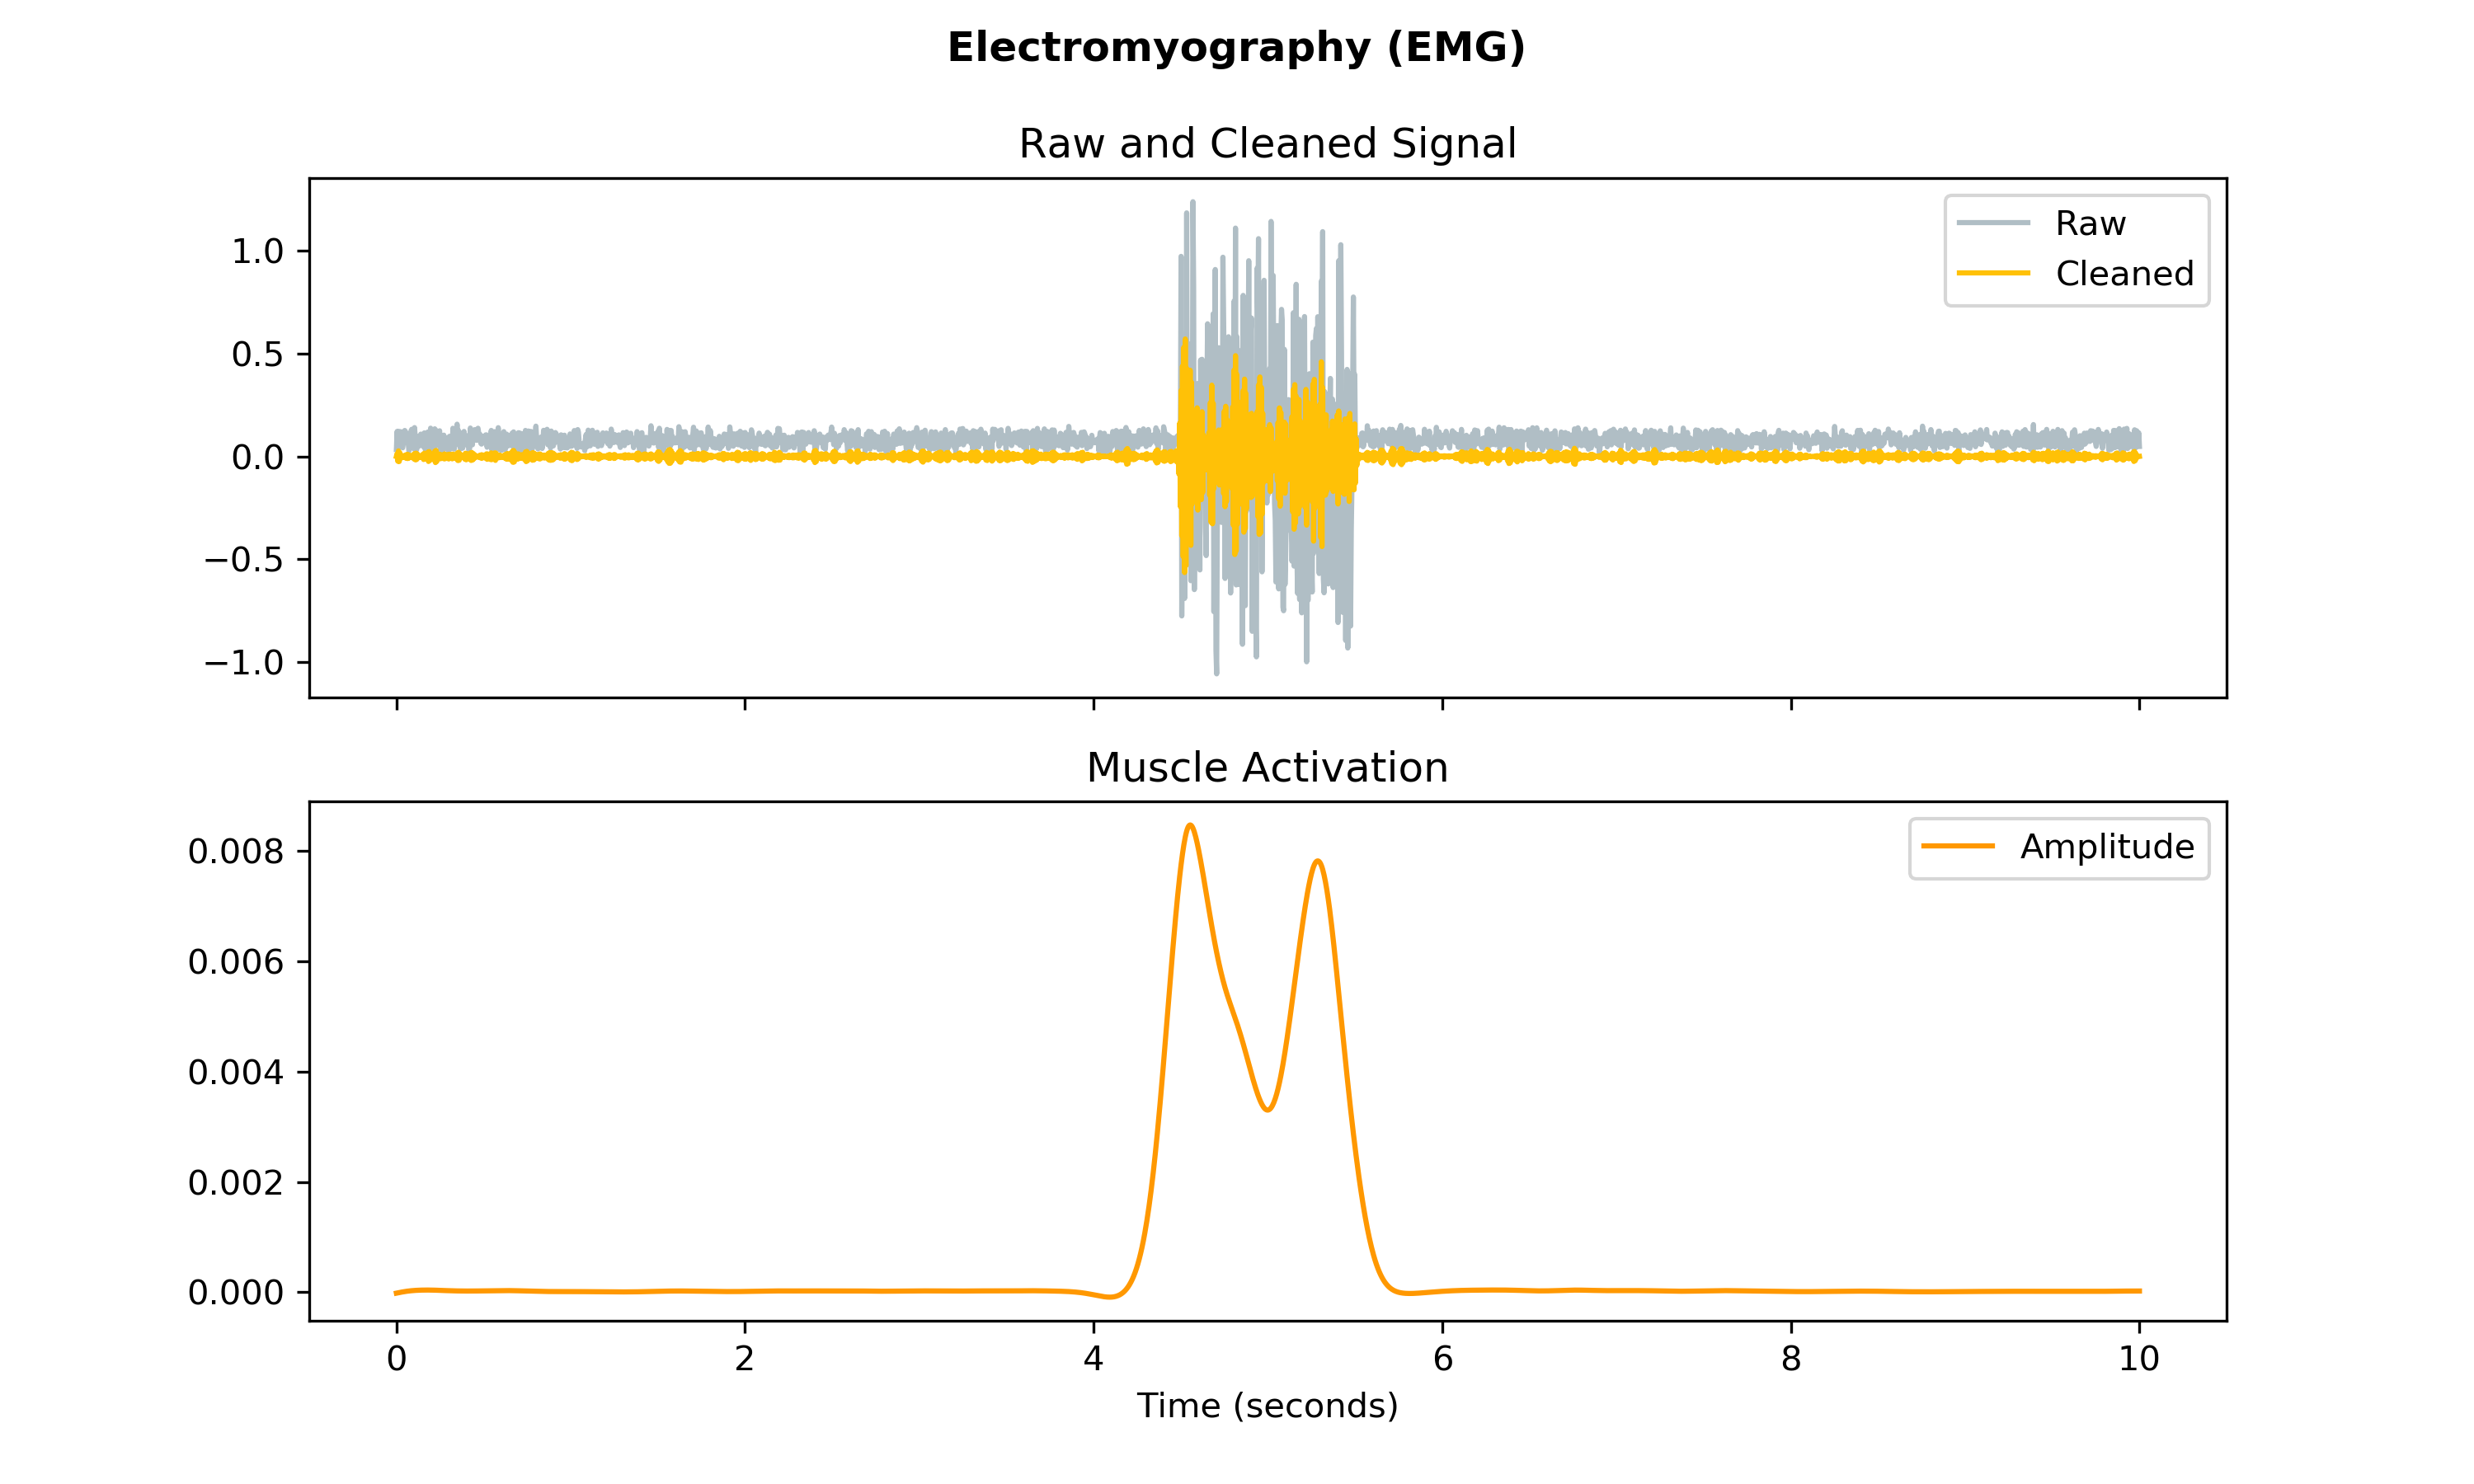 Electromyography (EMG)
Raw and Cleaned Signal
Raw
Cleaned
1.0
0.5
0.0
−0.5
−1.0
Muscle Activation
Amplitude
0.008
0.006
0.004
0.002
0.000
0 2 4 6 8 10
Time (seconds)